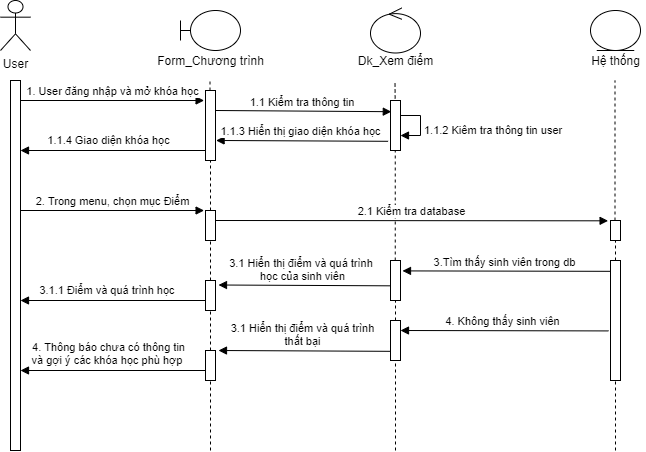 User
Form_Chương trình
Dk_Xem điểm
Hệ thống
1. User đăng nhập và mở khóa học
1.1 Kiểm tra thông tin
1.1.2 Kiêm tra thông tin user
1.1.3 Hiển thị giao diện khóa học
1.1.4 Giao diện khóa học
2. Trong menu, chọn mục Điểm
2.1 Kiểm tra database
3.Tìm thấy sinh viên trong db
3.1 Hiển thị điểm và quá trình
học của sinh viên
3.1.1 Điểm và quá trình học
4. Không thấy sinh viên
3.1 Hiển thị điểm và quá trình
thất bại
4. Thông báo chưa có thông tin
và gợi ý các khóa học phù hợp